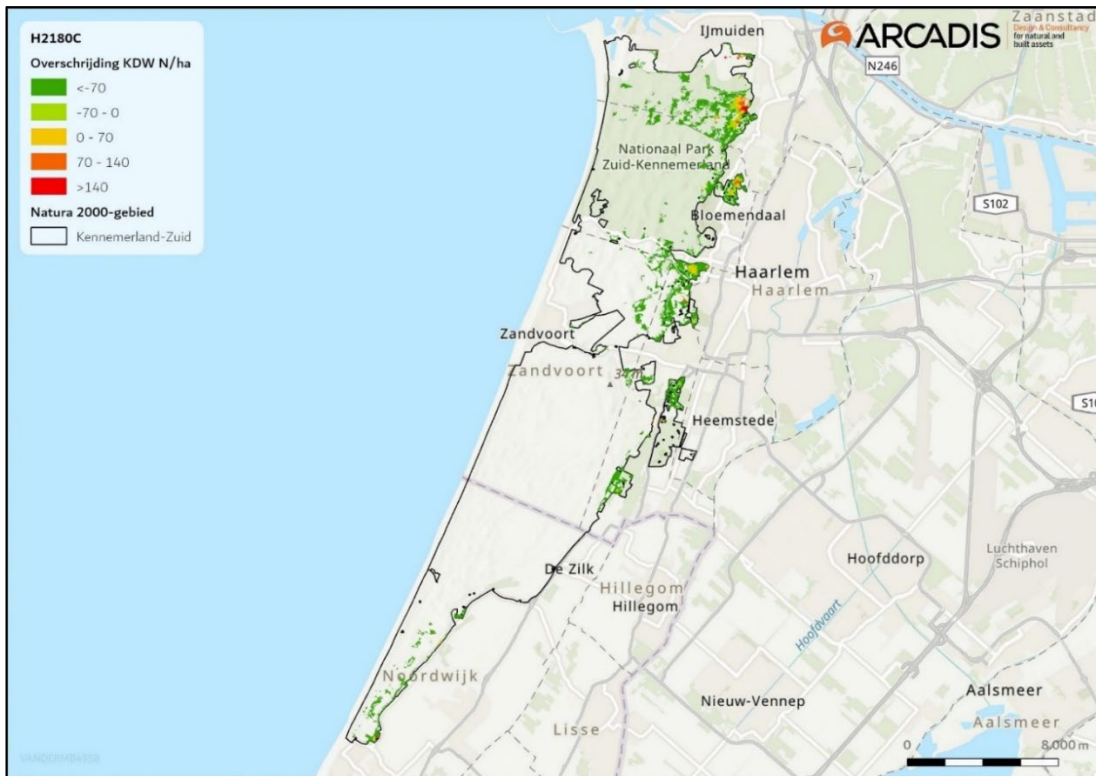 H2180C
Overschrijding KDW N/ha
<-70
-70 - 0
0 - 70
70 - 140
>140
Natura 2000-gebied
Kennemerland-Zuid
ARCADIS
Design & Consultancy
for natural and
built assets
Zaanstad
IJmuiden
N246
Nationaal Park
Zuid-Kennemerland
S102
Bloemendaal
Haarlem
Haarlem
Zandvoort
Zandvoort
Heemstede
Hoofddorp
Luchthaven
Schiphol
De Zilk
Hillegom
Hillegom
Hoofdvaart
Noordwijk
Nieuw-Vennep
Aalsmeer
Aalsmeer
Lisse
0
8.000 m